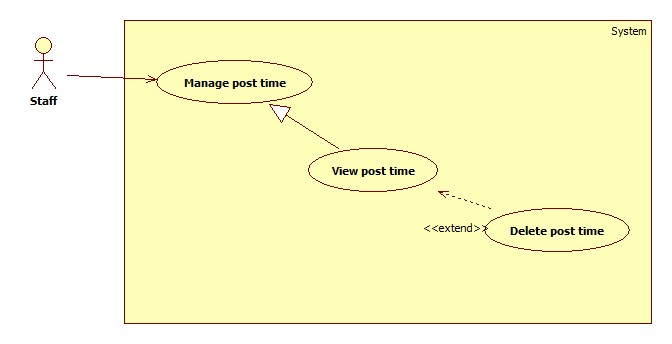 System
Staff
Manage post time
View post time
<<extend>>
Delete post time